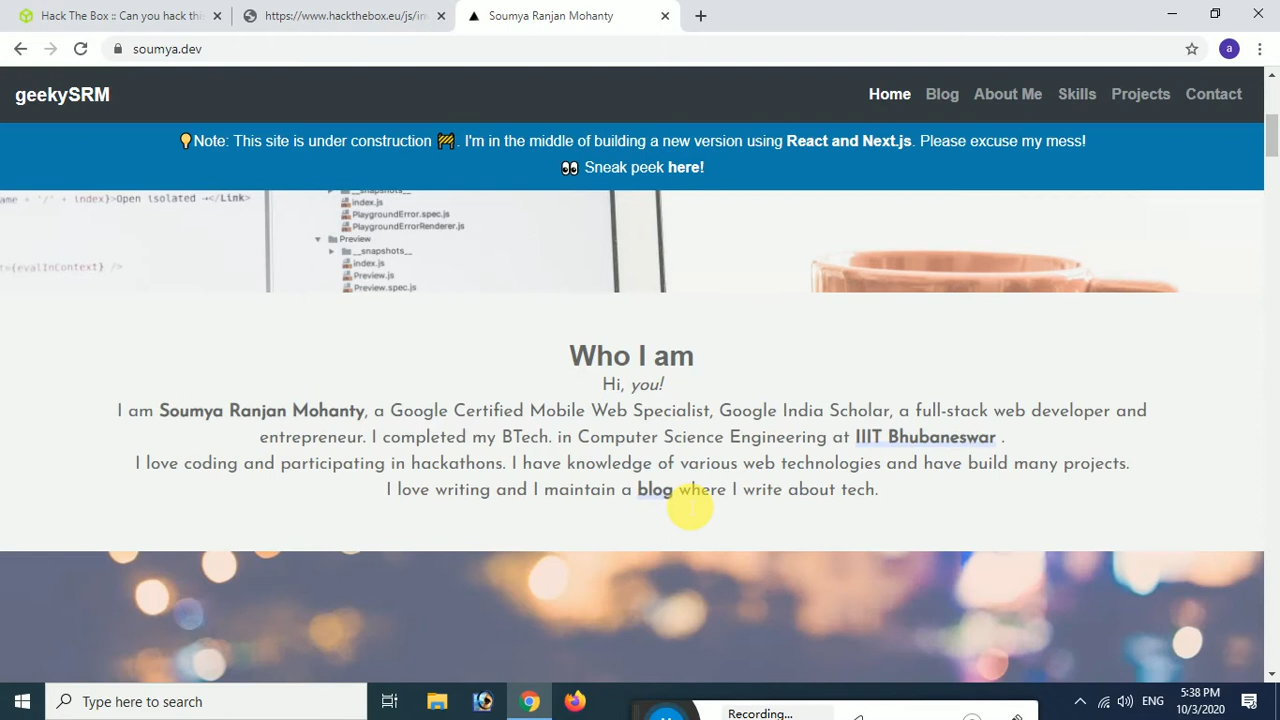 Hack The Box :: Can you hack thi
https://www.hackthebox.eu/js/in
Soumya Ranjan Mohanty
soumya.dev
a
geekySRM
Home Blog About Me Skills Projects Contact
Note: This site is under construction 🚧. I'm in the middle of building a new version using React and Next.js. Please excuse my mess!
👀 Sneak peek here!
ame + '/' + index}>Open isolated →</Link>
t={evalInContext} />
__snapshots__
index.js
PlaygroundError.spec.js
PlaygroundErrorRenderer.js
Preview
__snapshots__
index.js
Preview.js
Preview.spec.js
Who I am
Hi, you!
I am Soumya Ranjan Mohanty, a Google Certified Mobile Web Specialist, Google India Scholar, a full-stack web developer and
entrepreneur. I completed my BTech. in Computer Science Engineering at IIIT Bhubaneswar .
I love coding and participating in hackathons. I have knowledge of various web technologies and have build many projects.
I love writing and I maintain a blog where I write about tech.
Type here to search
Recording...
ENG
5:38 PM
10/3/2020